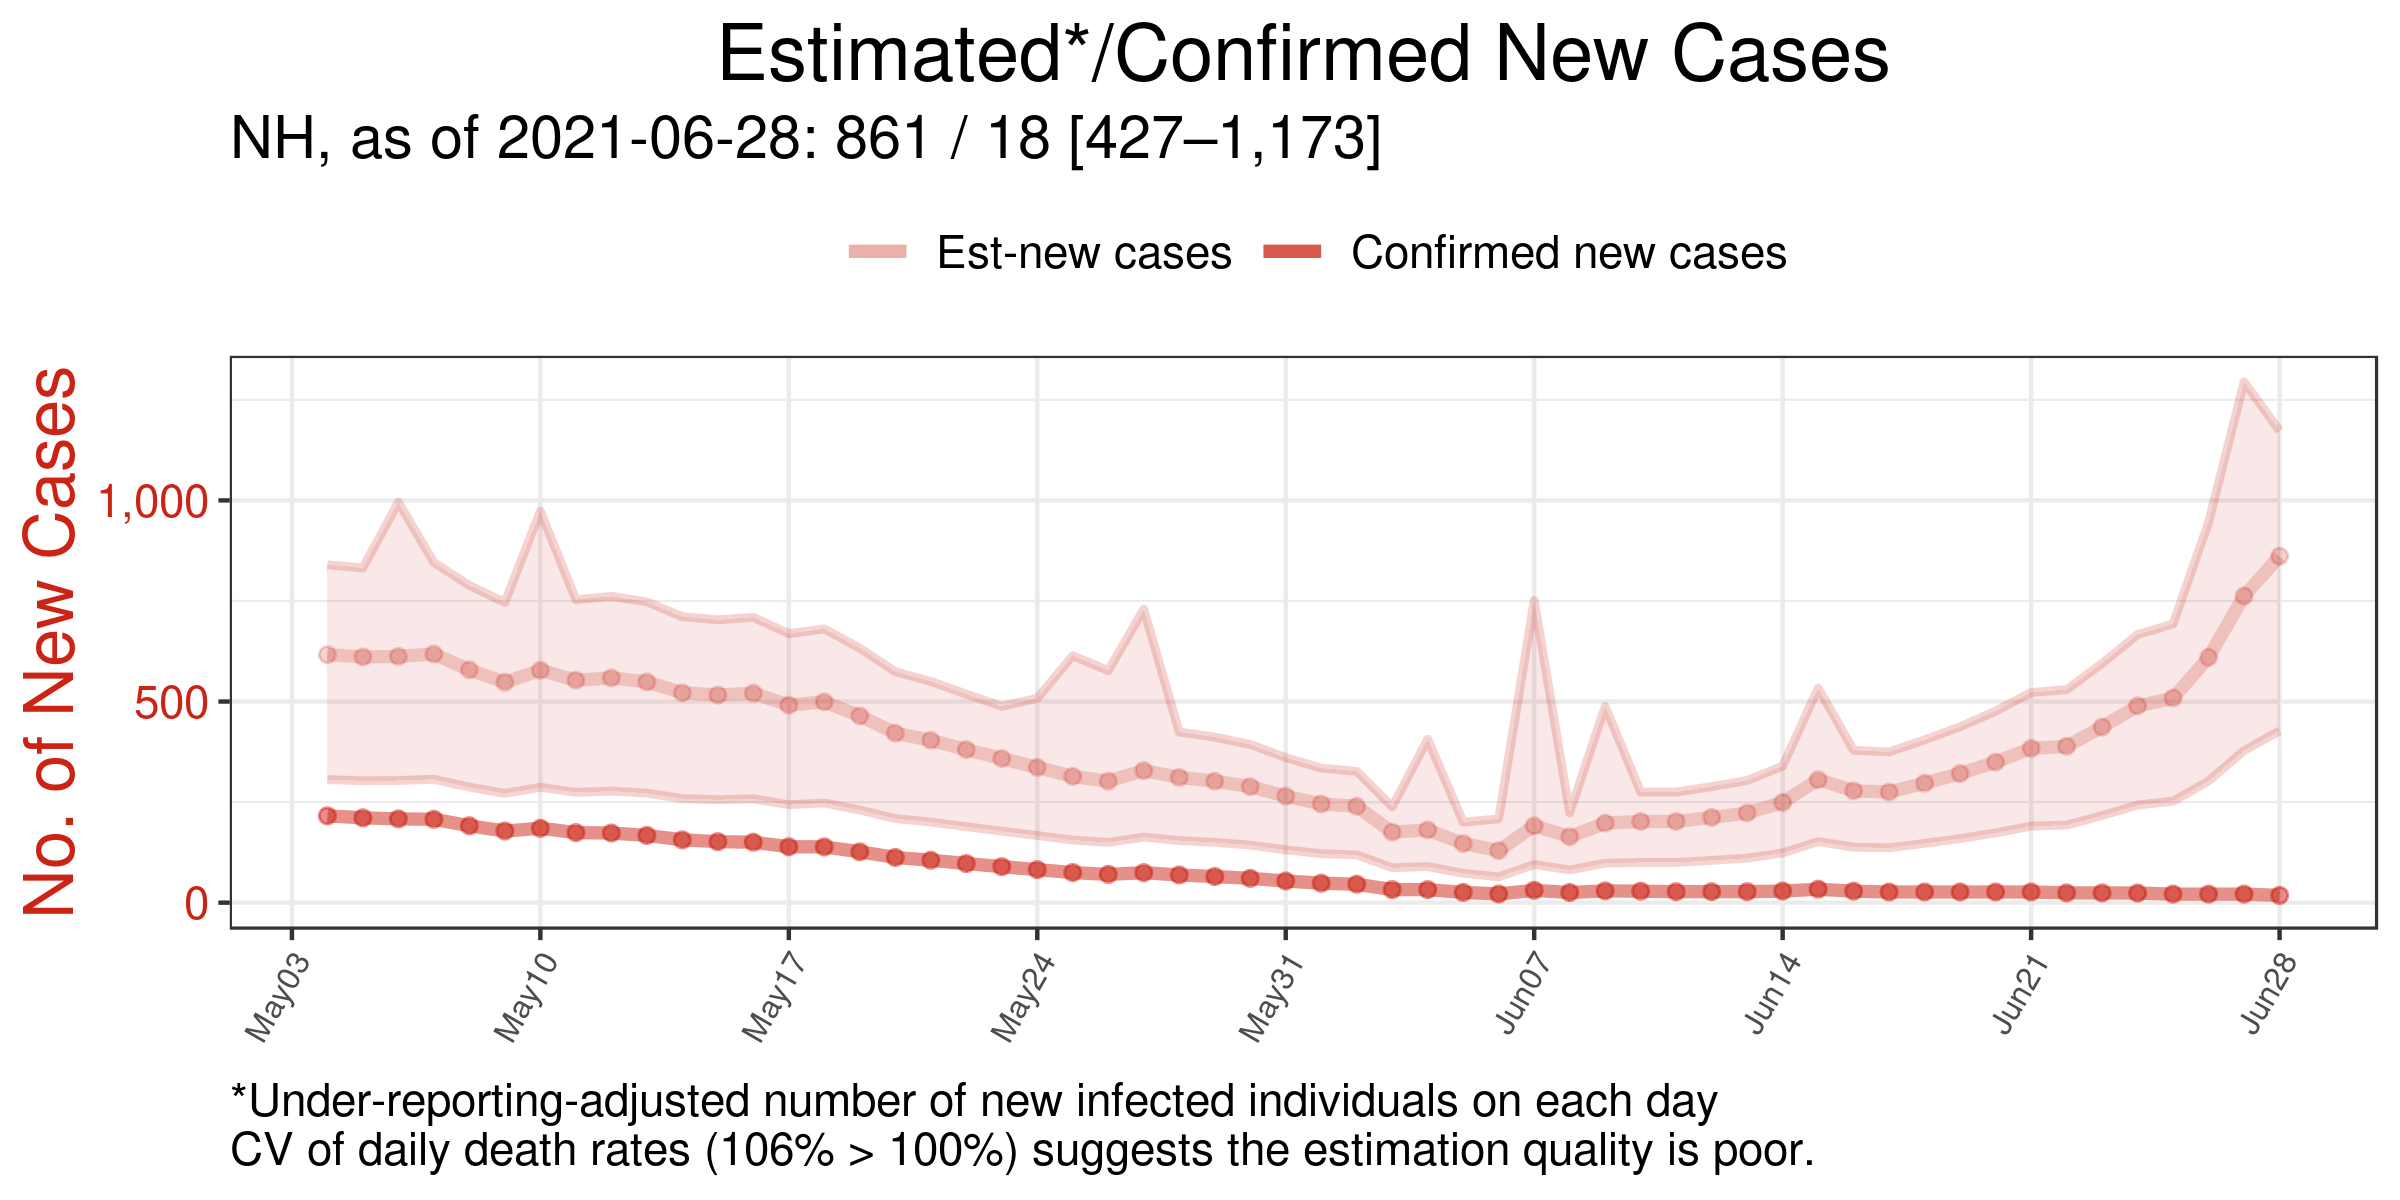 Estimated*/Confirmed New Cases
NH, as of 2021-06-28: 861 / 18 [427–1,173]
Est-new cases
Confirmed new cases
No. of New Cases
1,000
500
0
May03
May10
May17
May24
May31
Jun07
Jun14
Jun21
Jun28
*Under-reporting-adjusted number of new infected individuals on each day
CV of daily death rates (106% > 100%) suggests the estimation quality is poor.